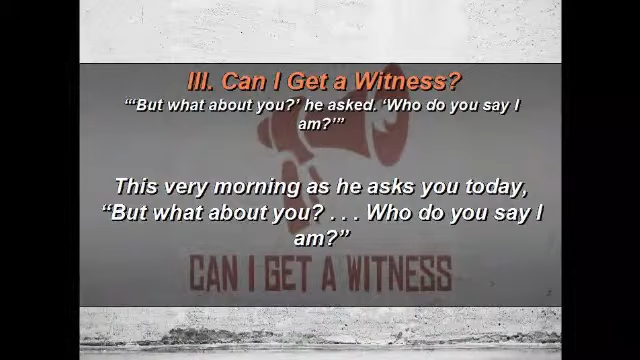 III. Can I Get a Witness?
“‘But what about you?’ he asked. ‘Who do you say I
am?’”
This very morning as he asks you today,
“But what about you? . . . Who do you say I
am?”
CAN I GET A WITNESS